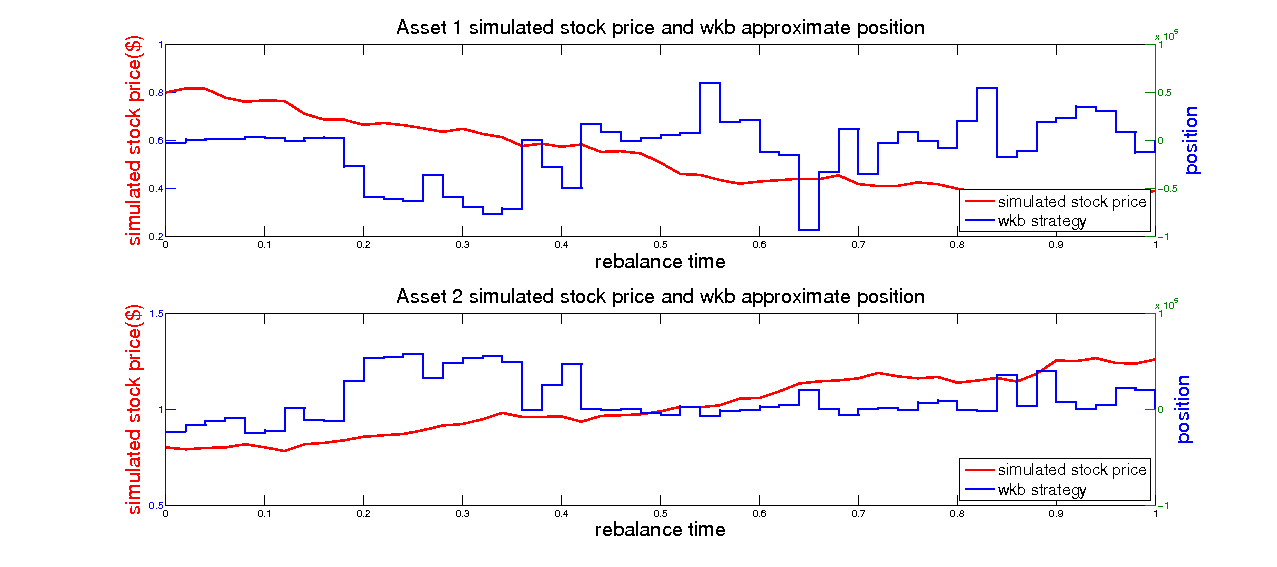 Asset 1 simulated stock price and wkb approximate position
x 10
1
1
0.8
0.5
0.6
0
0.4
-0.5
0.2
-1
simulated stock price($)
position
simulated stock price
wkb strategy
0 0.1 0.2 0.3 0.4 0.5 0.6 0.7 0.8 0.9 1
rebalance time
Asset 2 simulated stock price and wkb approximate position
x 10
1.5
1
1
0
0.5
-1
simulated stock price($)
position
simulated stock price
wkb strategy
0 0.1 0.2 0.3 0.4 0.5 0.6 0.7 0.8 0.9 1
rebalance time